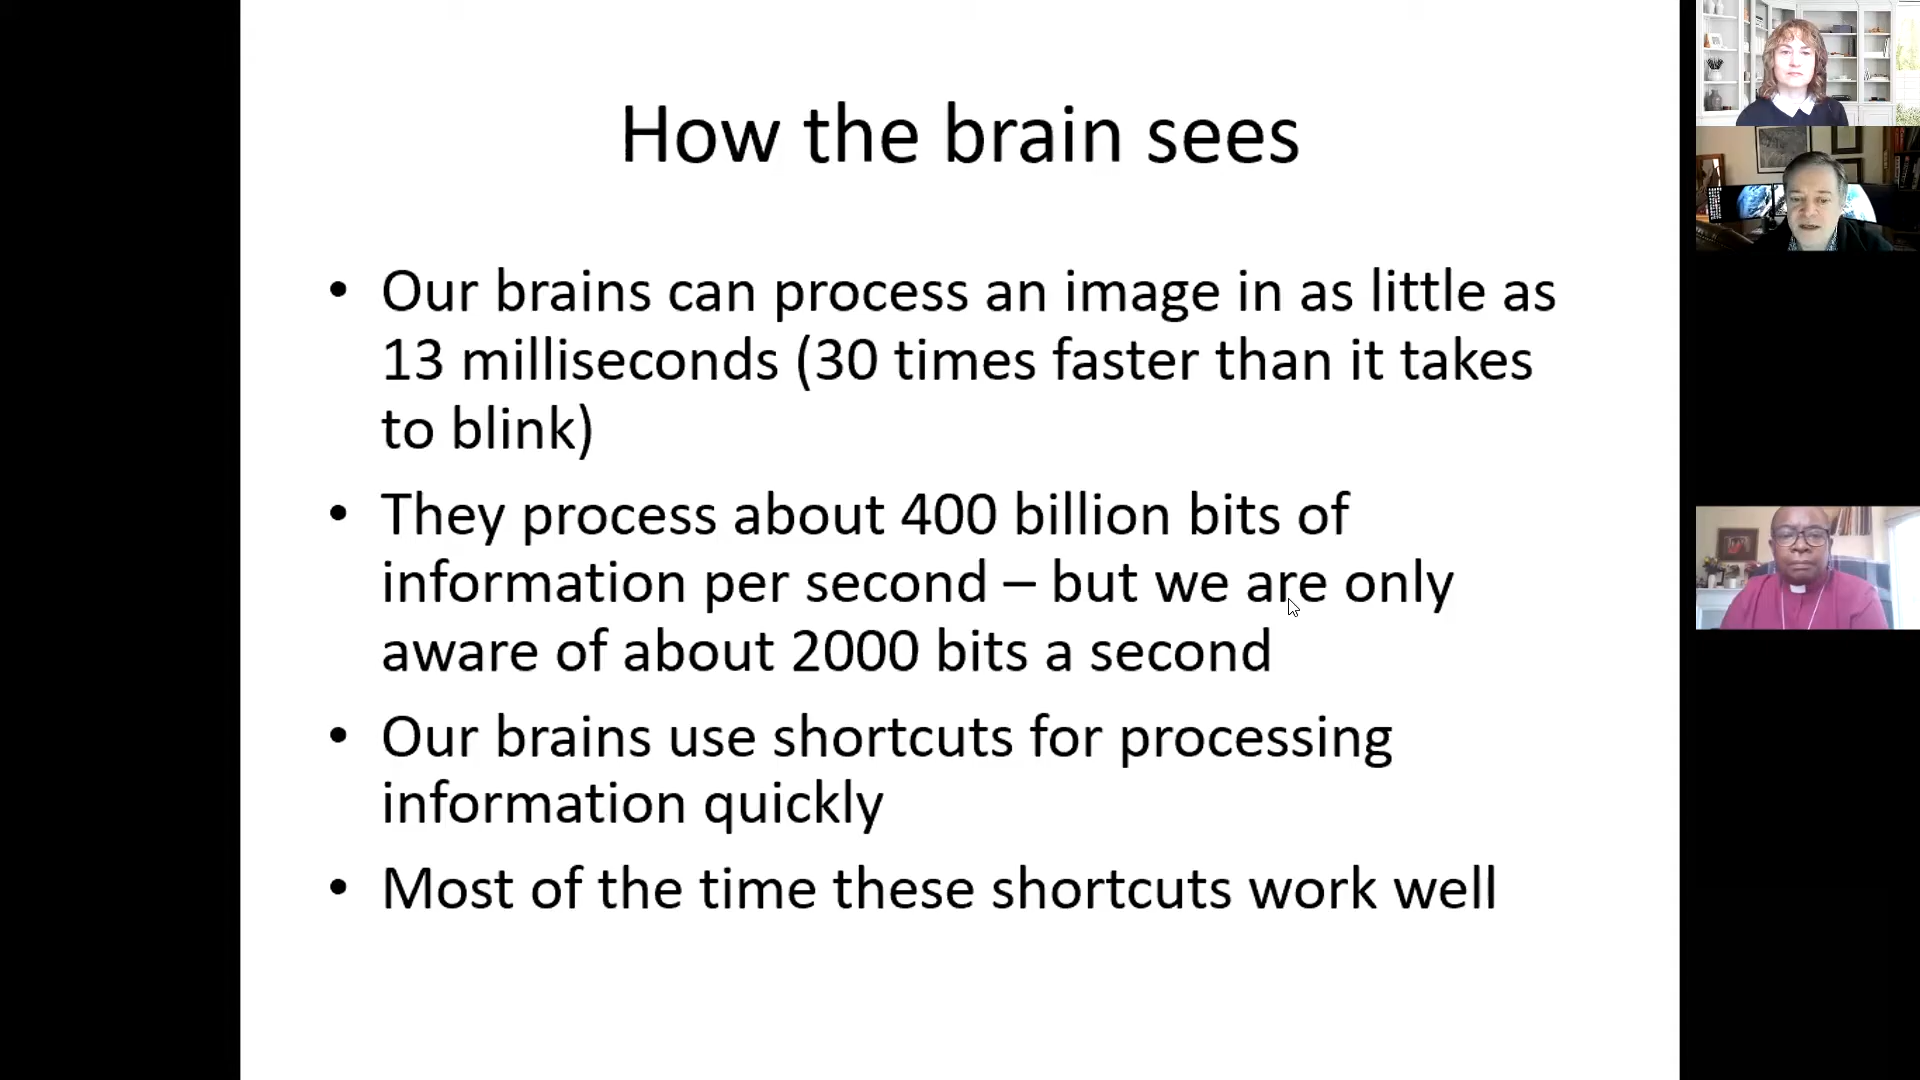 How the brain sees
• Our brains can process an image in as little as
13 milliseconds (30 times faster than it takes
to blink)
• They process about 400 billion bits of
information per second – but we are only
aware of about 2000 bits a second
• Our brains use shortcuts for processing
information quickly
• Most of the time these shortcuts work well